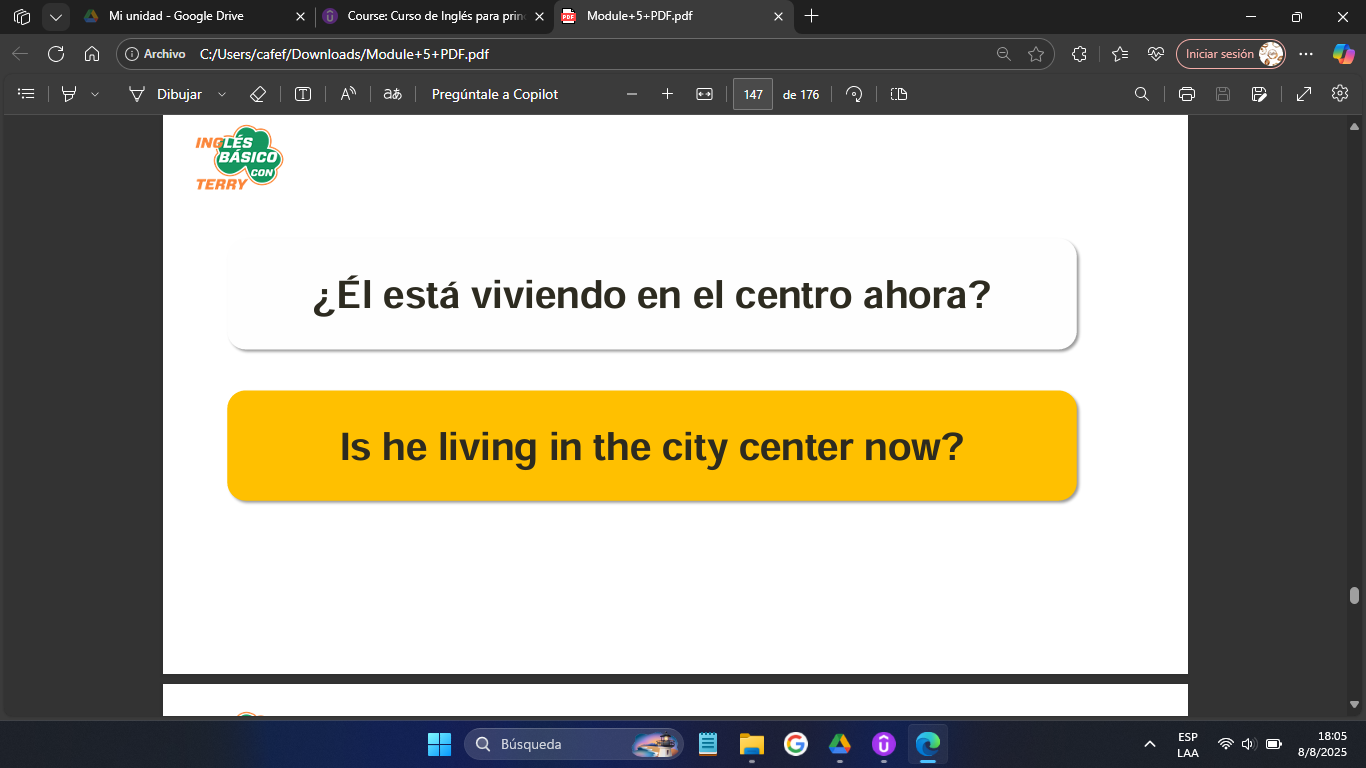 Mi unidad - Google Drive
Course: Curso de Inglés para prin
Module+5+PDF.pdf
Archivo C:/Users/cafef/Downloads/Module+5+PDF.pdf
Iniciar sesión
Dibujar
aあ
Pregúntale a Copilot
147 de 176
INGLÉS
BÁSICO
CON
TERRY
¿Él está viviendo en el centro ahora?
Is he living in the city center now?
Búsqueda
ESP
LAA
18:05
8/8/2025